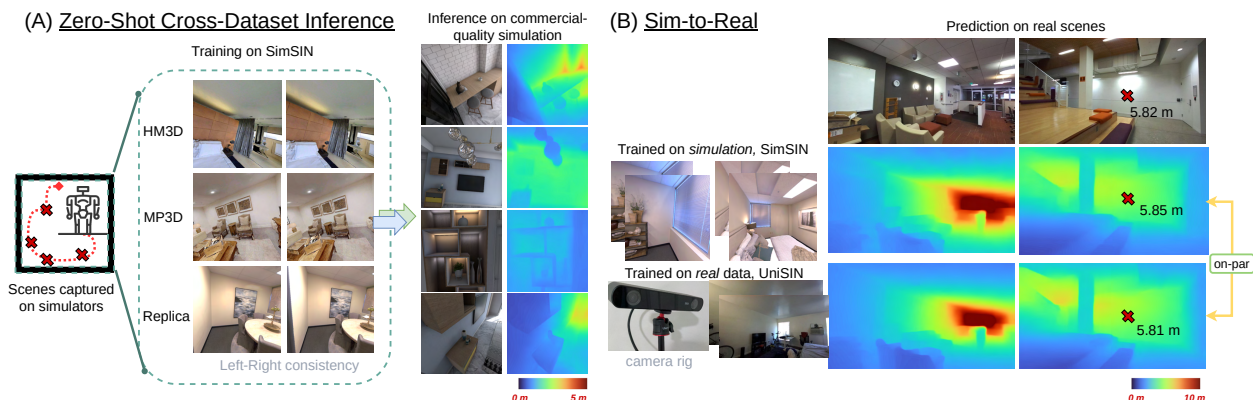 (A) Zero-Shot Cross-Dataset Inference
Training on SimSIN
HM3D
MP3D
Replica
Scenes captured
on simulators
Left-Right consistency
Inference on commercial-
quality simulation
0 m
5 m
(B) Sim-to-Real
Prediction on real scenes
5.82 m
Trained on simulation, SimSIN
5.85 m
on-par
Trained on real data, UniSIN
camera rig
5.81 m
0 m
10 m